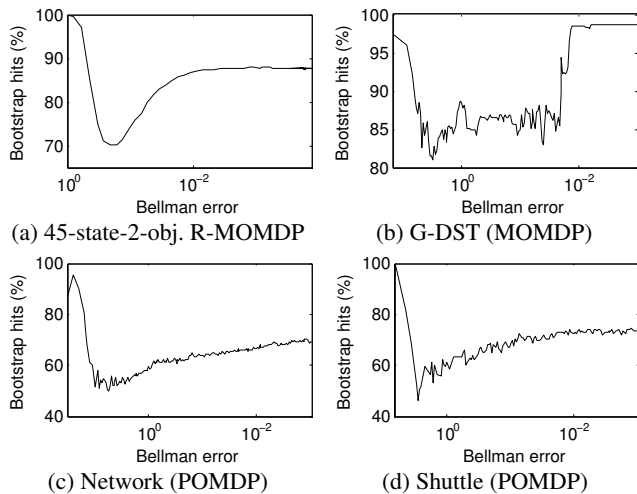 100
90
80
70
Bootstrap hits (%)
10^0
10^-2
Bellman error
(a) 45-state-2-obj. R-MOMDP
100
95
90
85
80
Bootstrap hits (%)
10^0
10^-2
Bellman error
(b) G-DST (MOMDP)
100
80
60
40
Bootstrap hits (%)
10^0
10^-2
Bellman error
(c) Network (POMDP)
100
80
60
40
Bootstrap hits (%)
10^0
10^-2
Bellman error
(d) Shuttle (POMDP)